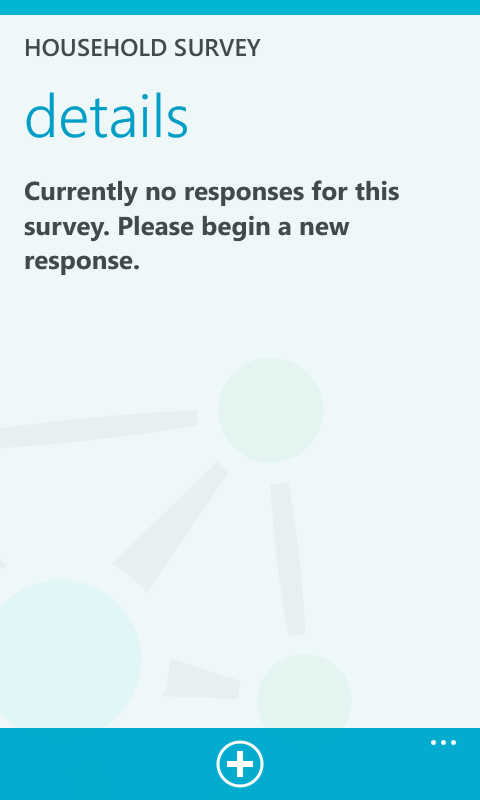 HOUSEHOLD SURVEY
details
Currently no responses for this
survey. Please begin a new
response.